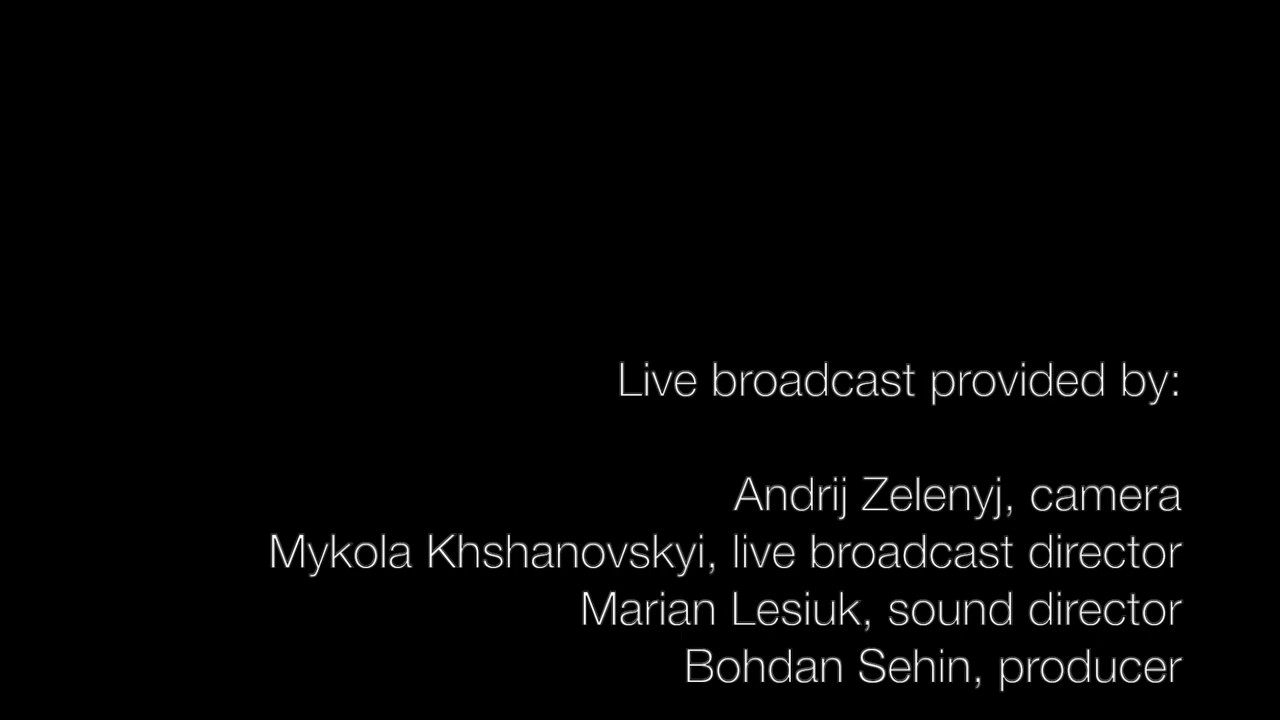 Live broadcast provided by:
Andrij Zelenyj, camera
Mykola Khshanovskyi, live broadcast director
Marian Lesiuk, sound director
Bohdan Sehin, producer